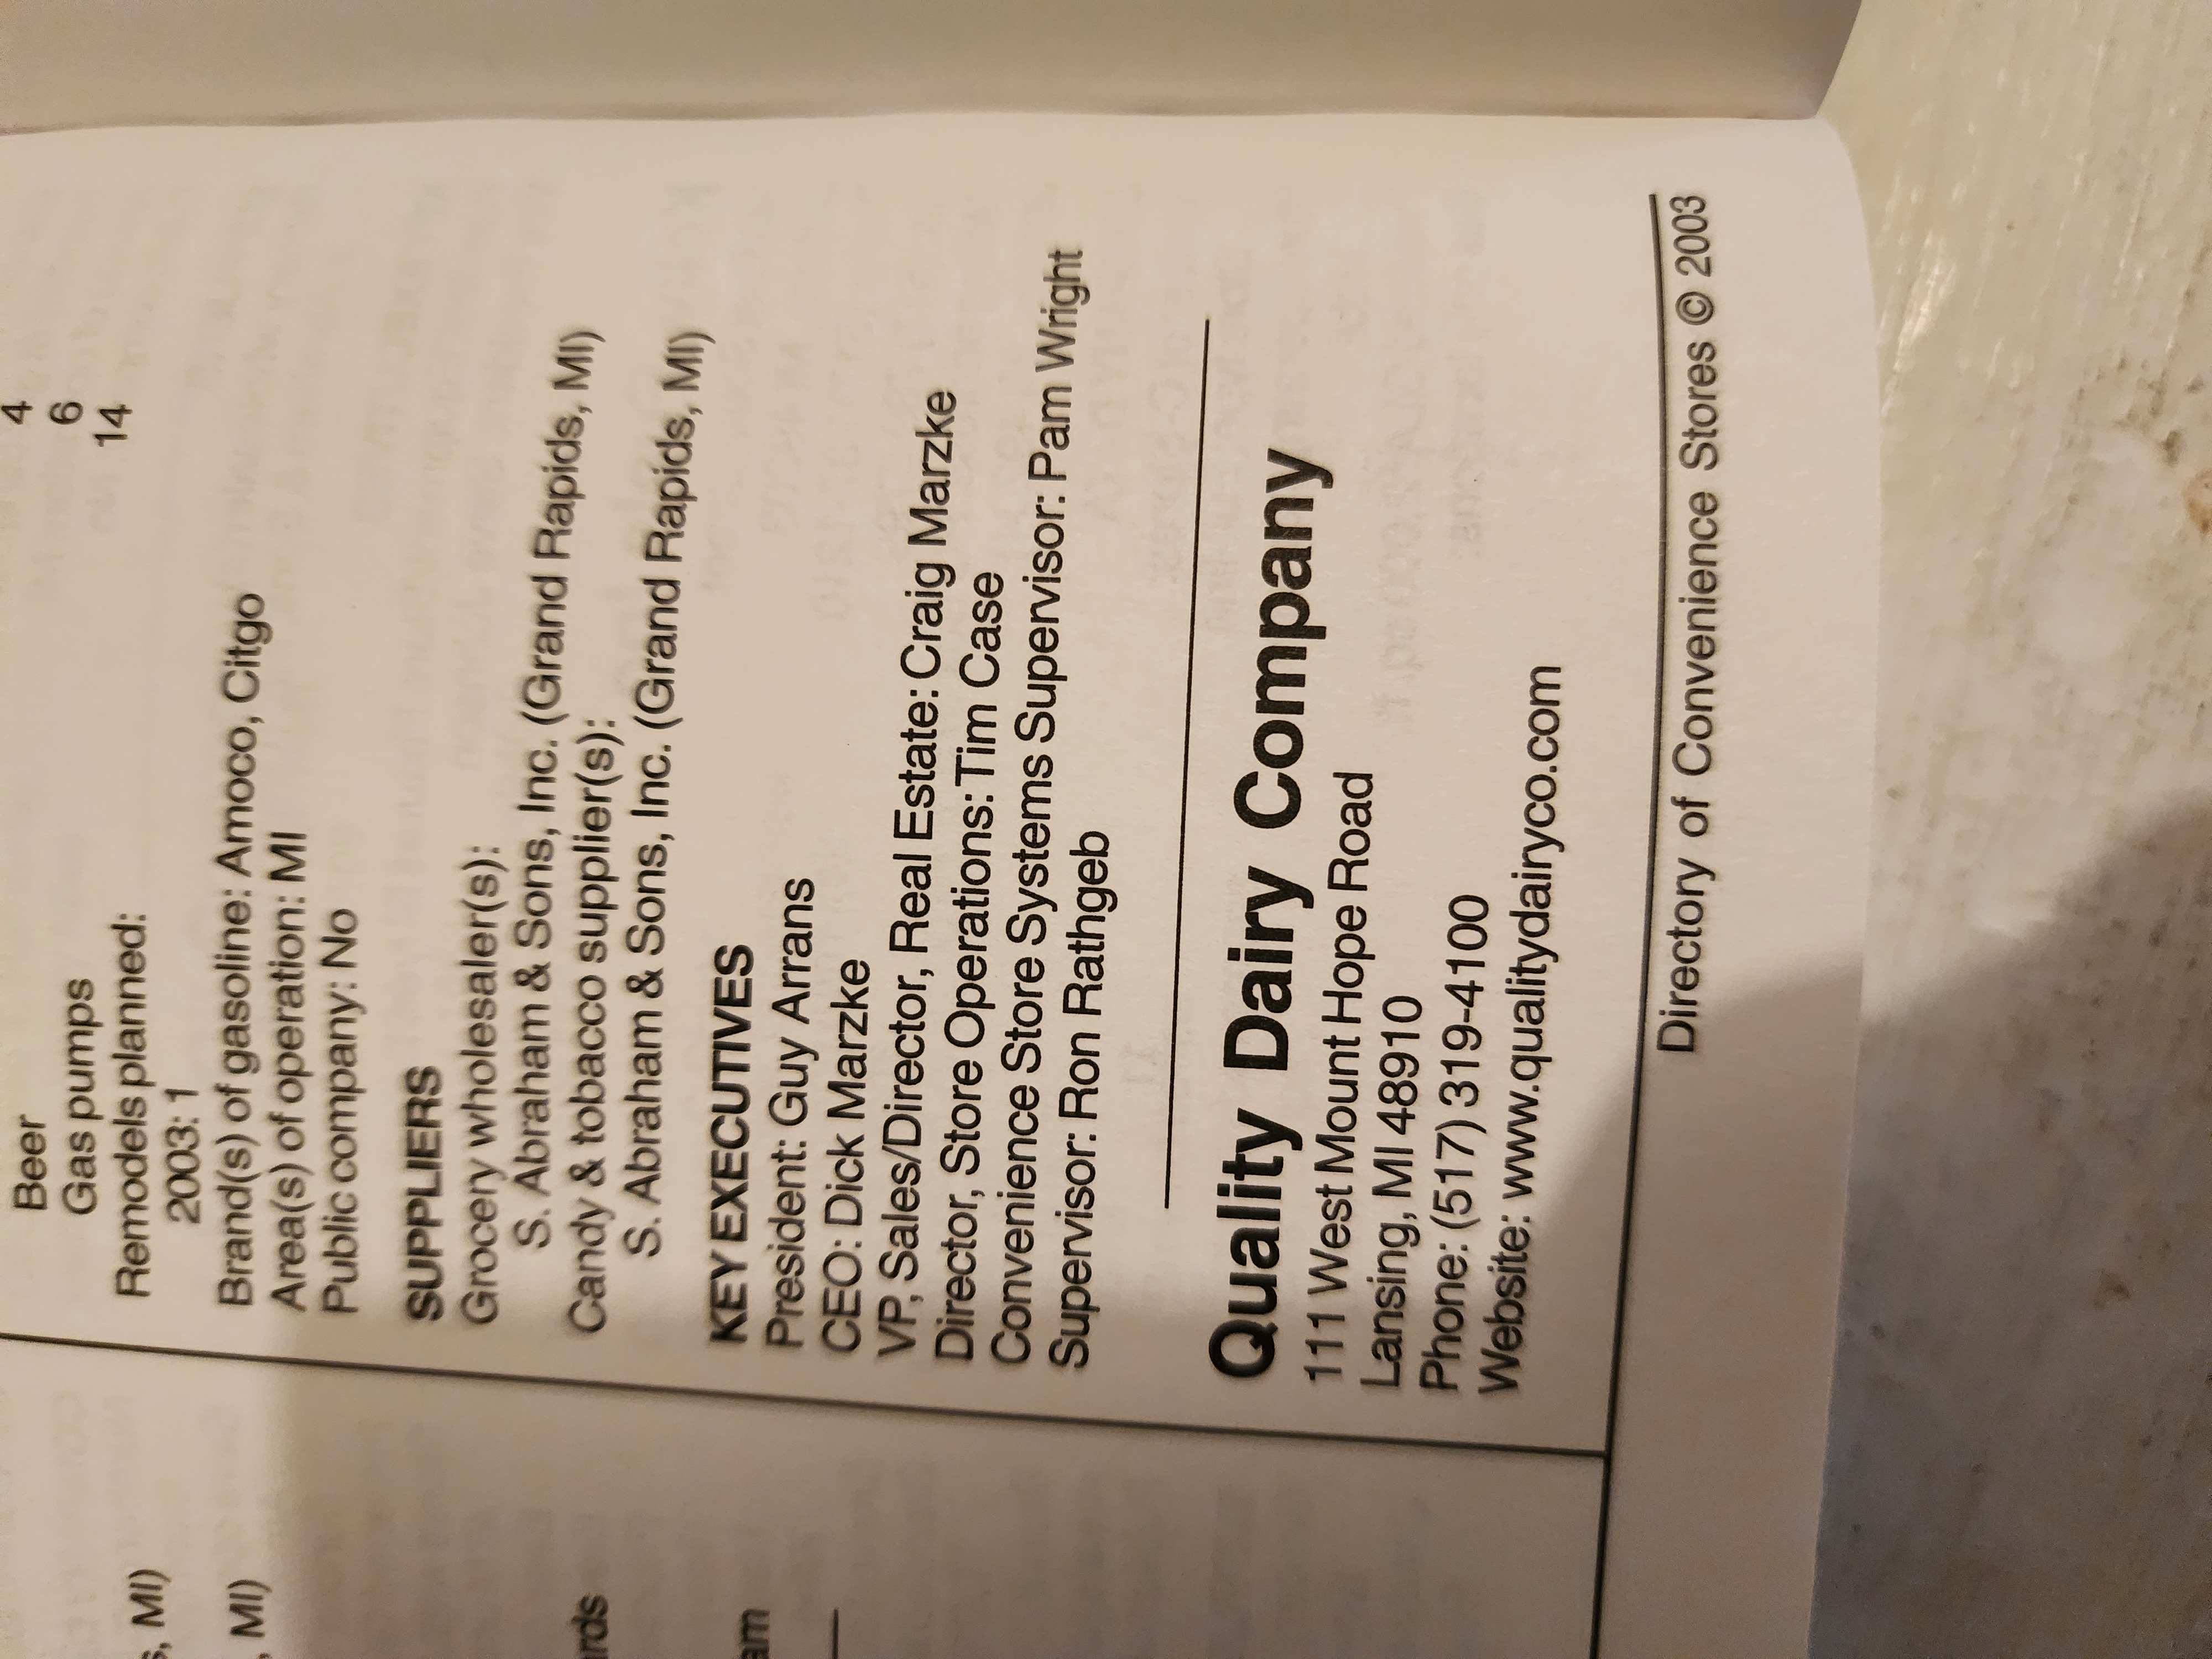 s, MI)
, MI)
rds
am
Beer 4
Gas pumps 6
Remodels planned: 14
2003: 1
Brand(s) of gasoline: Amoco, Citgo
Area(s) of operation: MI
Public company: No
SUPPLIERS
Grocery wholesaler(s):
S. Abraham & Sons, Inc. (Grand Rapids, MI)
Candy & tobacco supplier(s):
S. Abraham & Sons, Inc. (Grand Rapids, MI)
KEY EXECUTIVES
President: Guy Arrans
CEO: Dick Marzke
VP, Sales/Director, Real Estate: Craig Marzke
Director, Store Operations: Tim Case
Convenience Store Systems Supervisor: Pam Wright
Supervisor: Ron Rathgeb
Quality Dairy Company
111 West Mount Hope Road
Lansing, MI 48910
Phone: (517) 319-4100
Website: www.qualitydairyco.com
Directory of Convenience Stores © 2003